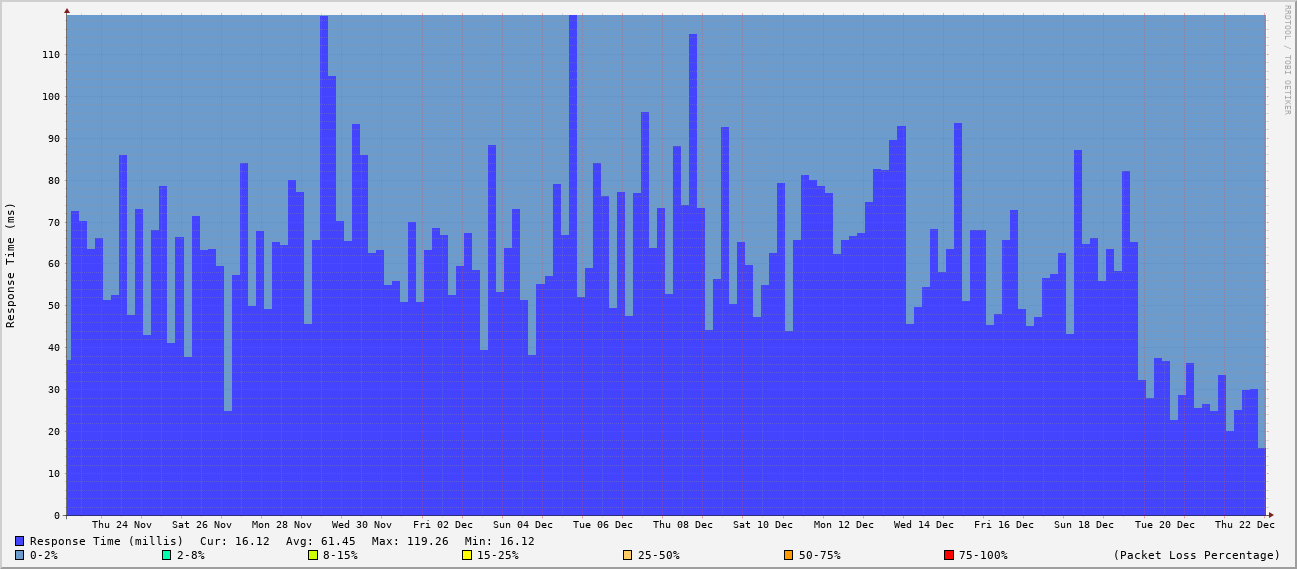 RRDTOOL / TOBI OETIKER
Response Time (ms)
110
100
90
80
70
60
50
40
30
20
10
0
Thu 24 Nov Sat 26 Nov Mon 28 Nov Wed 30 Nov Fri 02 Dec Sun 04 Dec Tue 06 Dec Thu 08 Dec Sat 10 Dec Mon 12 Dec Wed 14 Dec Fri 16 Dec Sun 18 Dec Tue 20 Dec Thu 22 Dec
Response Time (millis) Cur: 16.12 Avg: 61.45 Max: 119.26 Min: 16.12
0-2% 2-8% 8-15% 15-25% 25-50% 50-75% 75-100% (Packet Loss Percentage)